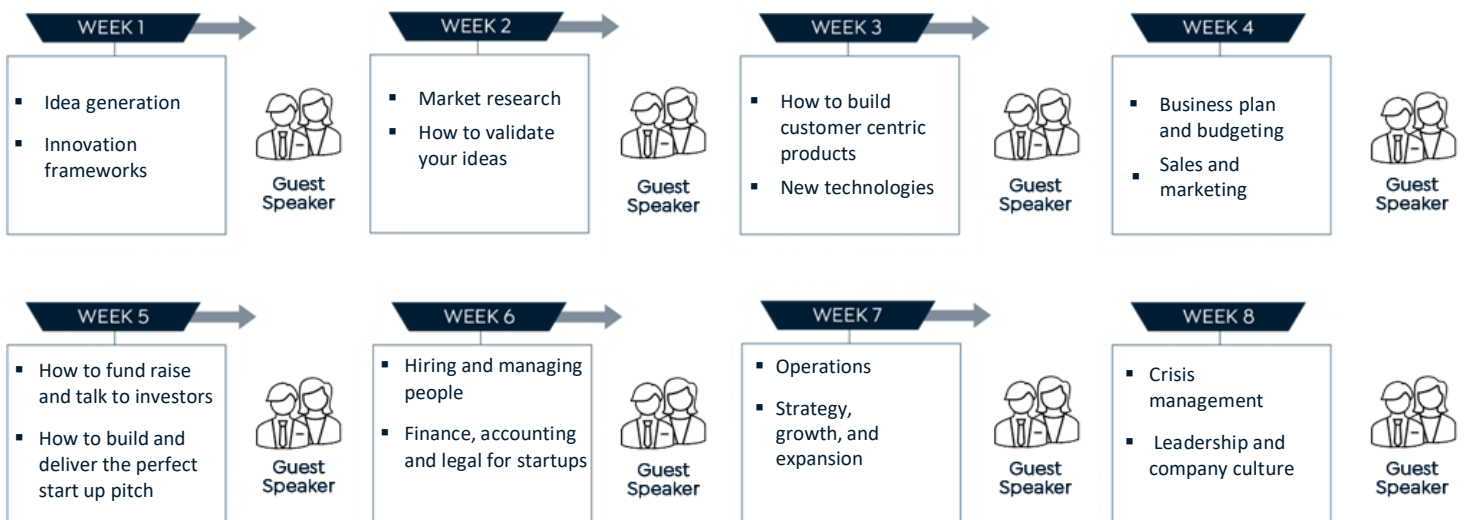 WEEK 1
Idea generation
Innovation
frameworks
Guest
Speaker
WEEK 2
Market research
How to validate
your ideas
Guest
Speaker
WEEK 3
How to build
customer centric
products
New technologies
Guest
Speaker
WEEK 4
Business plan
and budgeting
Sales and
marketing
Guest
Speaker
WEEK 5
How to fund raise
and talk to investors
How to build and
deliver the perfect
start up pitch
Guest
Speaker
WEEK 6
Hiring and managing
people
Finance, accounting
and legal for startups
Guest
Speaker
WEEK 7
Operations
Strategy,
growth, and
expansion
Guest
Speaker
WEEK 8
Crisis
management
Leadership and
company culture
Guest
Speaker